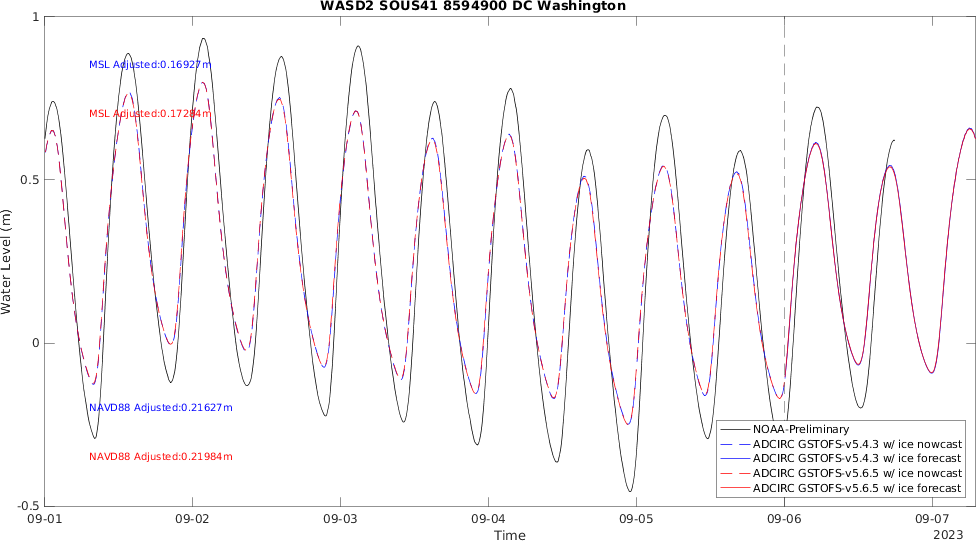 WASD2 SOUS41 8594900 DC Washington
1
MSL Adjusted:0.16927m
MSL Adjusted:0.17284m
0.5
Water Level (m)
0
NAVD88 Adjusted:0.21627m
NAVD88 Adjusted:0.21984m
NOAA-Preliminary
ADCIRC GSTOFS-v5.4.3 w/ ice nowcast
ADCIRC GSTOFS-v5.4.3 w/ ice forecast
ADCIRC GSTOFS-v5.6.5 w/ ice nowcast
ADCIRC GSTOFS-v5.6.5 w/ ice forecast
-0.5
09-01 09-02 09-03 09-04 09-05 09-06 09-07
Time
2023